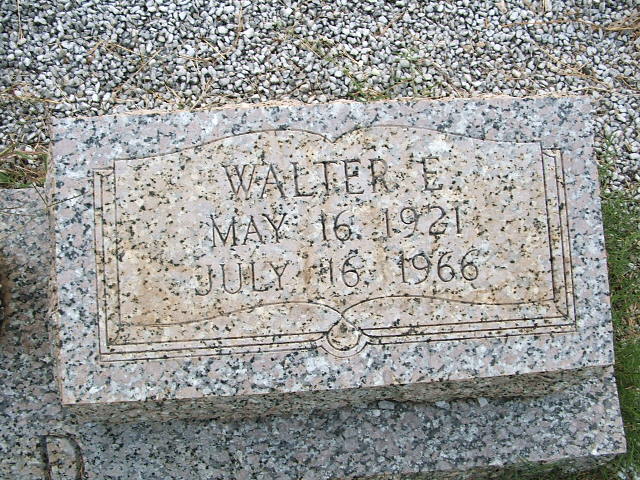 WALTER E.
MAY 16, 1921
JULY 16, 1966